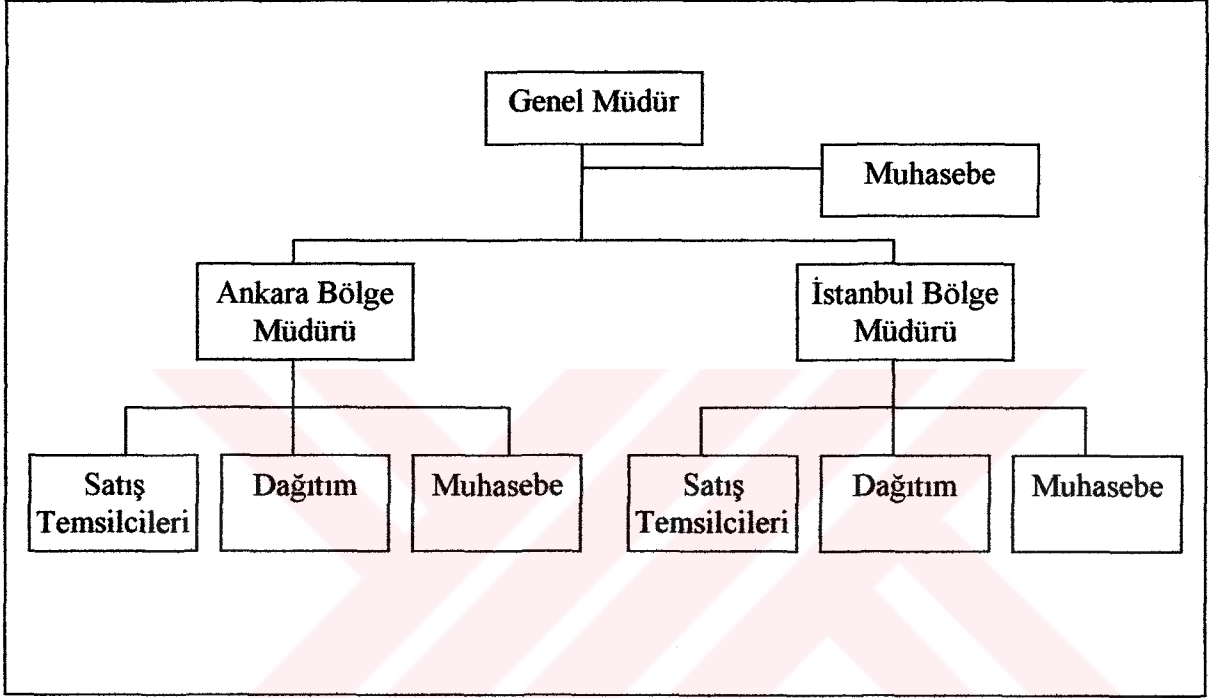 Genel Müdür
Muhasebe
Ankara Bölge
Müdürü
İstanbul Bölge
Müdürü
Satış
Temsilcileri
Dağıtım
Muhasebe
Satış
Temsilcileri
Dağıtım
Muhasebe